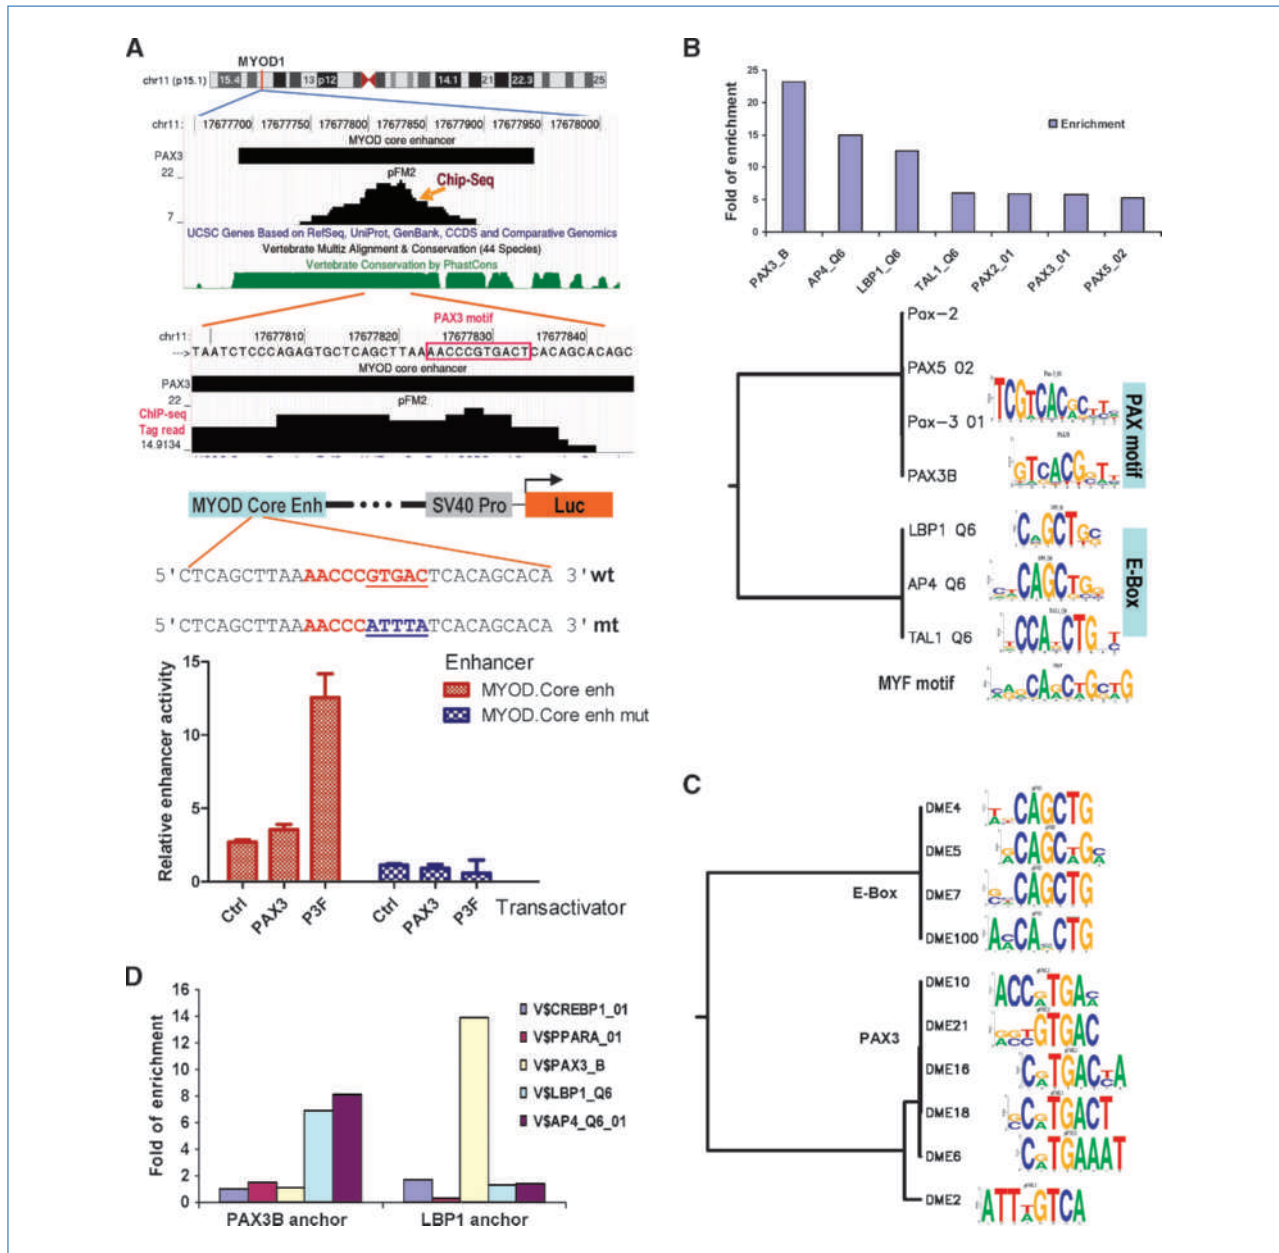 A
MYOD1
chr11 (p15.1)
15.4
13
p12
14.1
21
22.3
25
chr11:
17677700
17677750
17677800
17677850
17677900
17677950
17678000
MYOD core enhancer
PAX3
pFM2
22
Chip-Seq
7
UCSC Genes Based on RefSeq, UniProt, GenBank, CCDS and Comparative Genomics
Vertebrate Multiz Alignment & Conservation (44 Species)
Vertebrate Conservation by PhastCons
PAX3 motif
chr11:
17677810
17677820
17677830
17677840
--->
TAATCTCCCAGAGTGCTCAGCTTAAAACCCGTGACTCACAGCACAGC
MYOD core enhancer
PAX3
22
pFM2
ChIP-seq
Tag read
14.9134
MYOD Core Enh
SV40 Pro
Luc
5'CTCAGCTTAAAACCCGTGACTCACAGCACA 3'wt
5'CTCAGCTTAAAACCCATTTATCACAGCACA 3'mt
Relative enhancer activity
15
10
5
0
Enhancer
MYOD.Core enh
MYOD.Core enh mut
Ctrl
PAX3
P3F
Ctrl
PAX3
P3F
Transactivator
B
Fold of enrichment
25
20
15
10
5
0
Enrichment
PAX3_B
AP4_Q6
LBP1_Q6
TAL1_Q6
PAX2_01
PAX3_01
PAX5_02
Pax-2
PAX5 02
Pax-3 01
PAX3B
PAX motif
LBP1 Q6
AP4 Q6
TAL1 Q6
E-Box
MYF motif
C
E-Box
DME4
DME5
DME7
DME100
PAX3
DME10
DME21
DME16
DME18
DME6
DME2
D
Fold of enrichment
16
14
12
10
8
6
4
2
0
V$CREBP1_01
V$PPARA_01
V$PAX3_B
V$LBP1_Q6
V$AP4_Q6_01
PAX3B anchor
LBP1 anchor